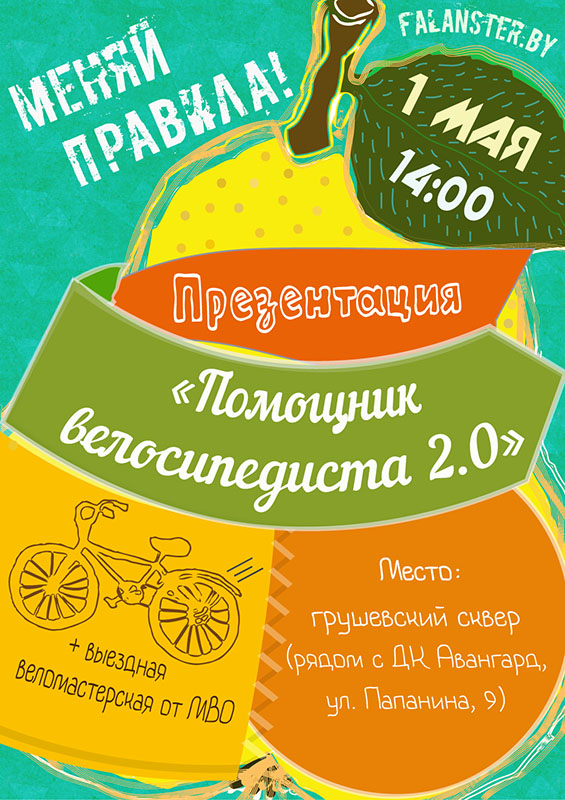 МЕНЯЙ
ПРАВИЛА!
FALANSTER.BY
1 МАЯ
14:00
Презентация
«Помощник
велосипедиста 2.0»
+ выездная
веломастерская от МВО
Место:
грушевский сквер
(рядом с ДК Авангард,
ул. Папанина, 9)